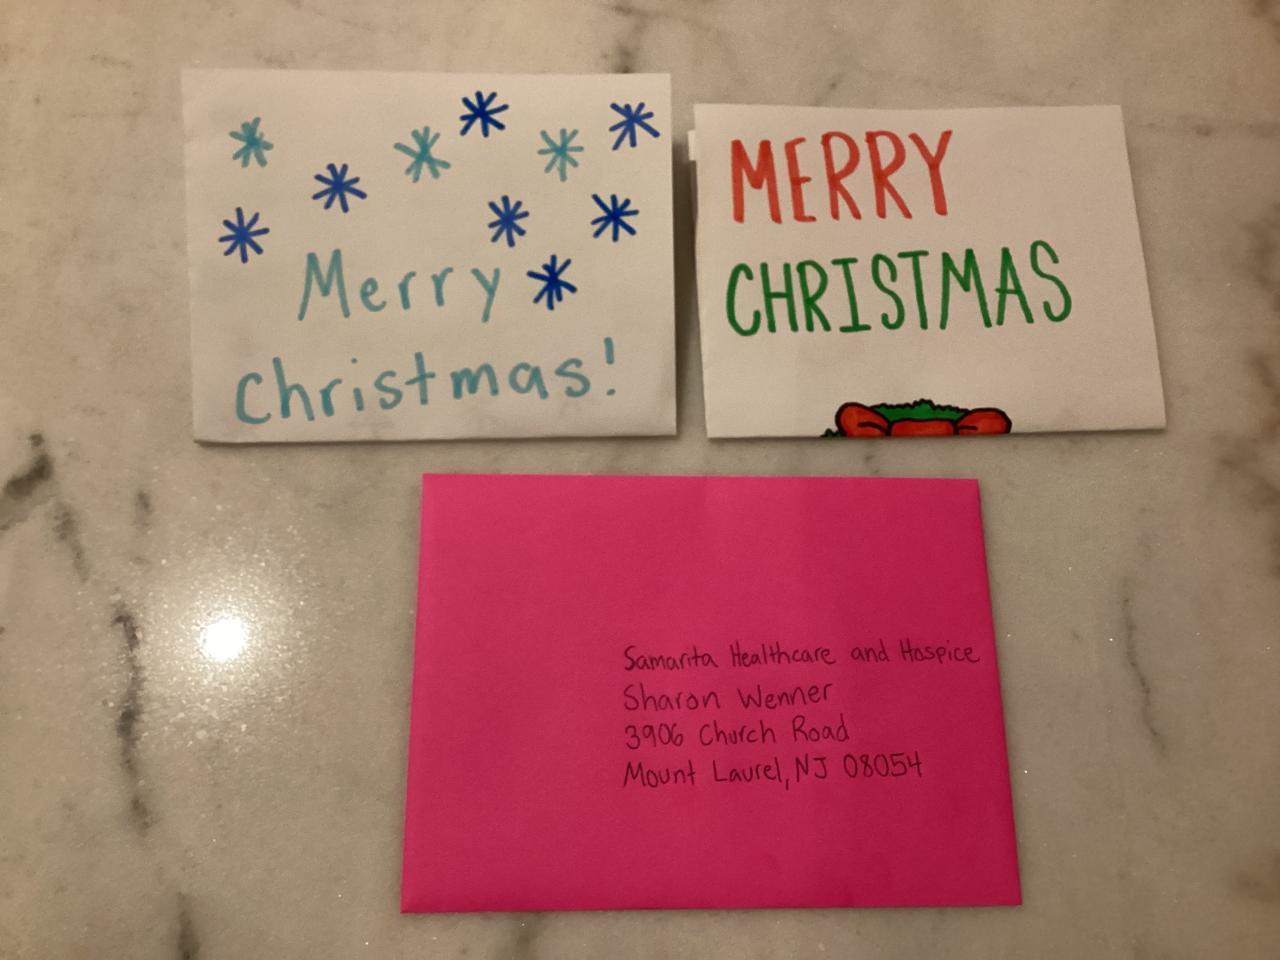 Merry
Christmas!
MERRY
CHRISTMAS
Samarita Healthcare and Hospice
Sharon Wenner
3906 Church Road
Mount Laurel, NJ 08054